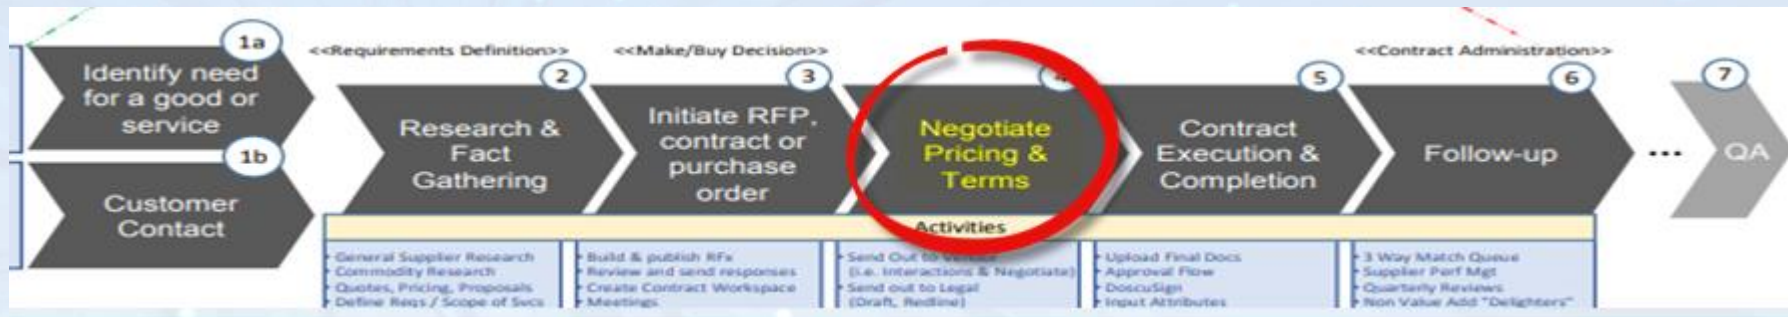 1a
Identify need
for a good or
service
1b
Customer
Contact
<<Requirements Definition>>
2
Research &
Fact
Gathering
<<Make/Buy Decision>>
3
Initiate RFP,
contract or
purchase
order
4
Negotiate
Pricing &
Terms
5
Contract
Execution &
Completion
<<Contract Administration>>
6
Follow-up
...
7
QA
Activities
General Supplier Research
Commodity Research
Quotes, Pricing, Proposals
Define Reqs / Scope of Svcs
Build & publish RFx
Review and send responses
Create Contract Workspace
Meetings
Send Out to
(i.e. Interactions & Negotiate)
Send out to Legal
(Draft, Redline)
Upload Final Docs
Approval Flow
DoscuSign
Input Attributes
3 Way Match Queue
Supplier Perf Mgt
Quarterly Reviews
Non Value Add "Delighters"